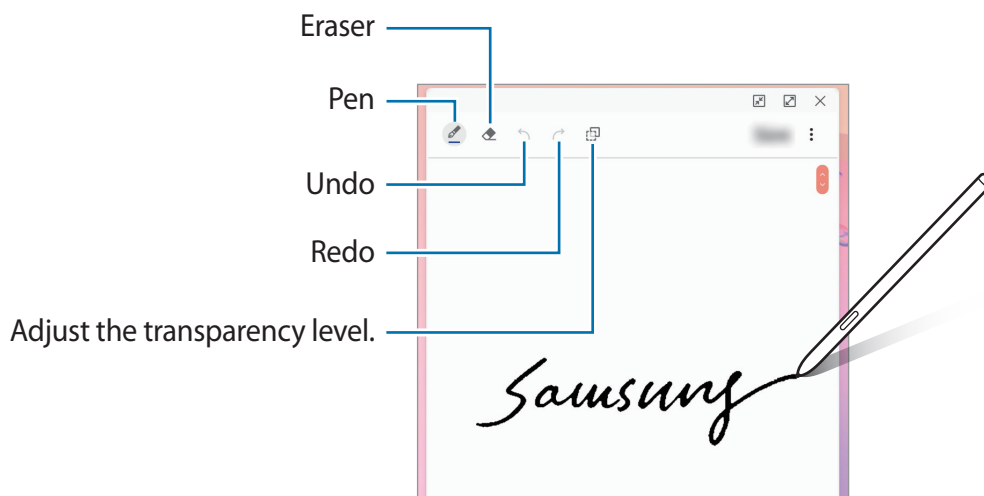 Eraser
Pen
Undo
Redo
Adjust the transparency level.
Samsung